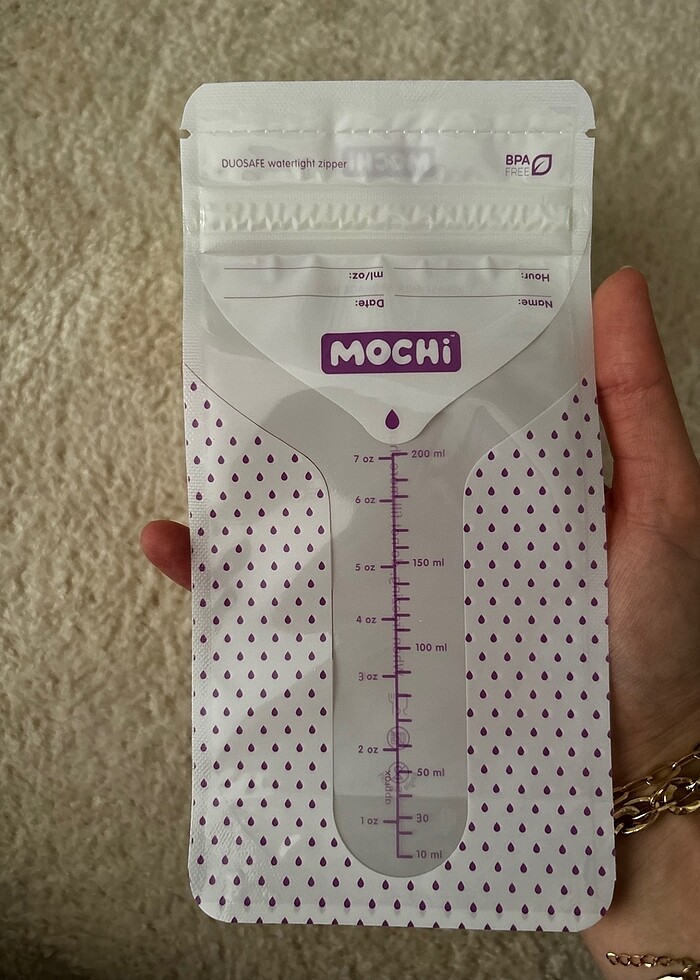 DUOSAFE watertight zipper
BPA
FREE
ml/oz:
Hour:
Date:
Name:
MOCHi
7 oz
200 ml
6 oz
5 oz
150 ml
4 oz
100 ml
3 oz
2 oz
50 ml
1 oz
30
10 ml